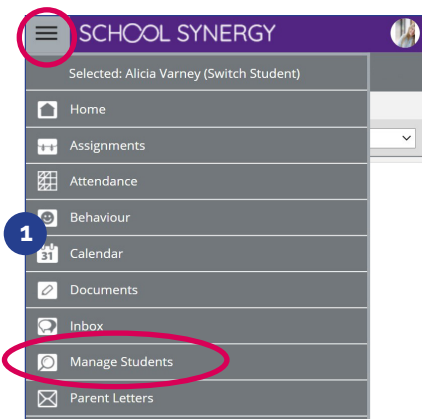 SCHOOL SYNERGY
Selected: Alicia Varney (Switch Student)
Home
Assignments
Attendance
1
Behaviour
31
Calendar
Documents
Inbox
Manage Students
Parent Letters